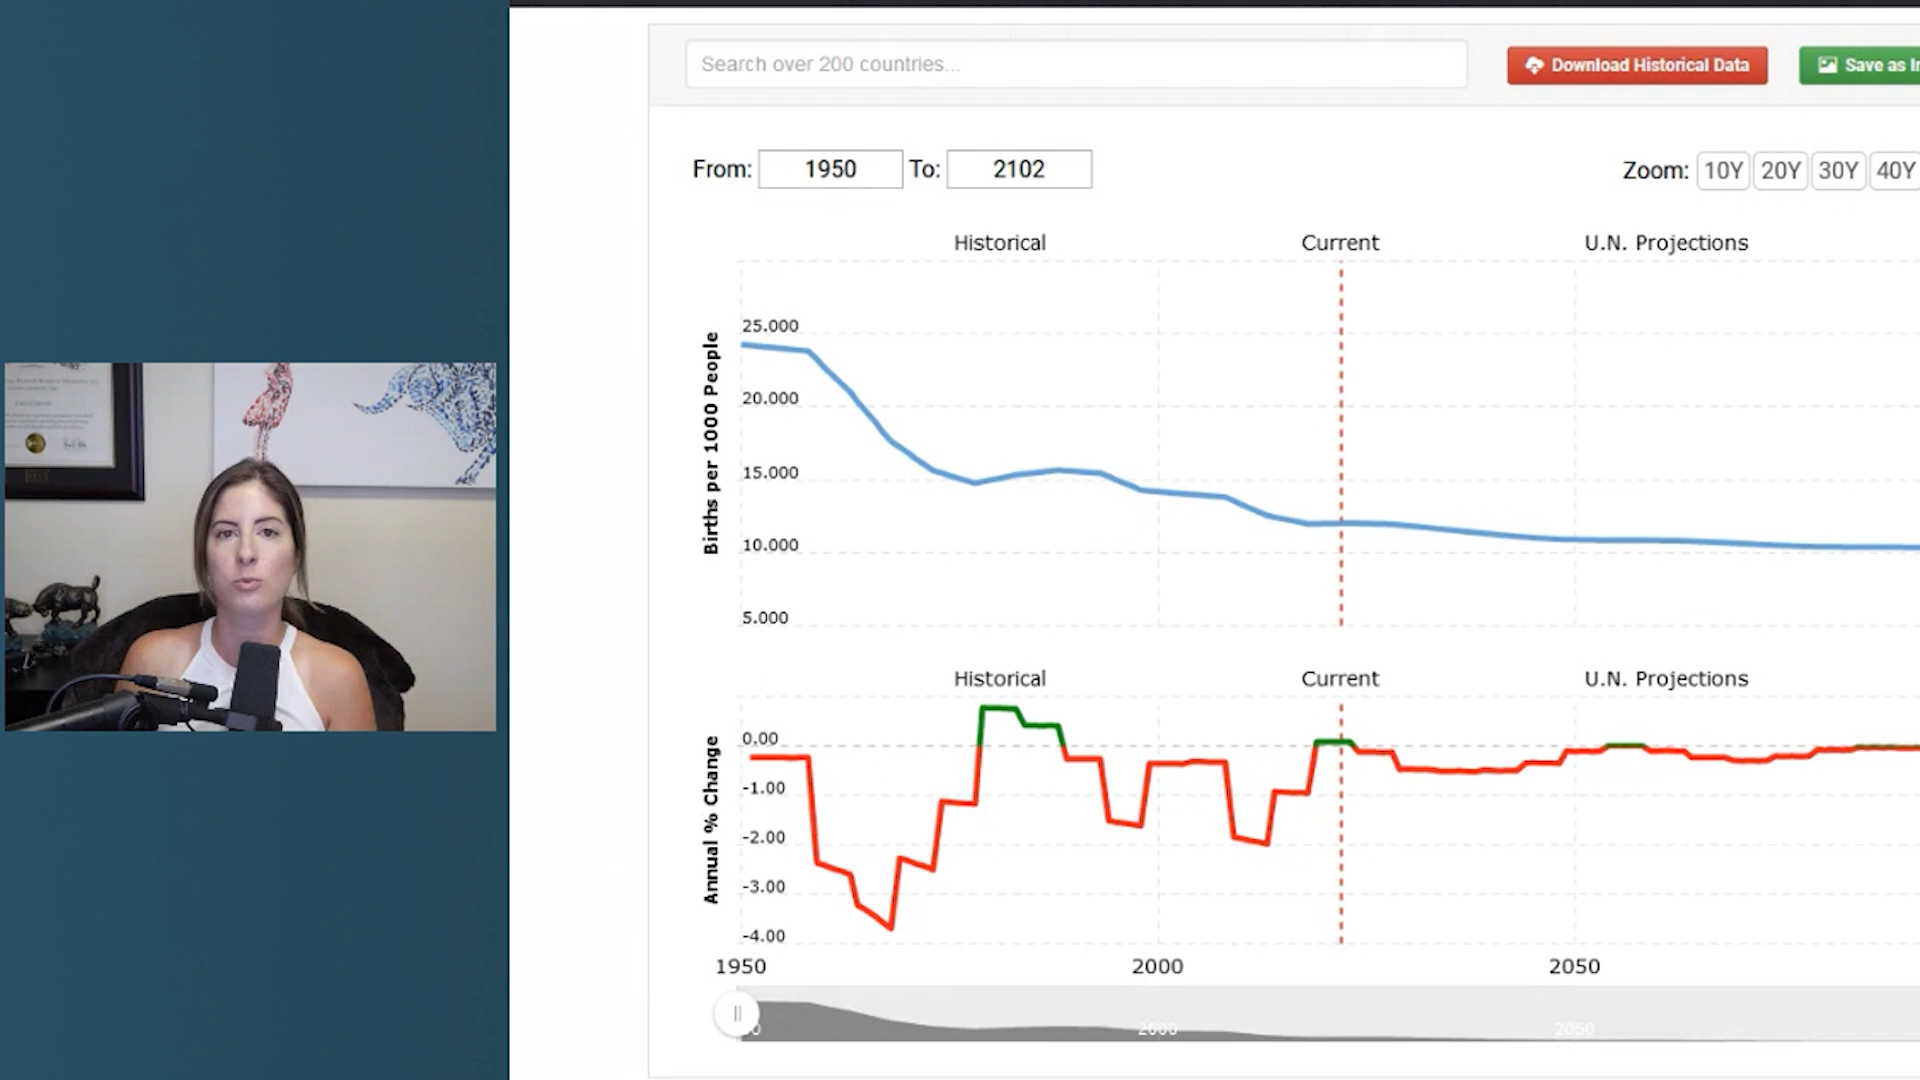 Search over 200 countries...
Download Historical Data
Save as I
From: 1950 To: 2102
Zoom: 10Y 20Y 30Y 40Y
Historical Current U.N. Projections
Births per 1000 People
25.000
20.000
15.000
10.000
5.000
Historical Current U.N. Projections
Annual % Change
0.00
-1.00
-2.00
-3.00
-4.00
1950 2000 2050
2000 2050